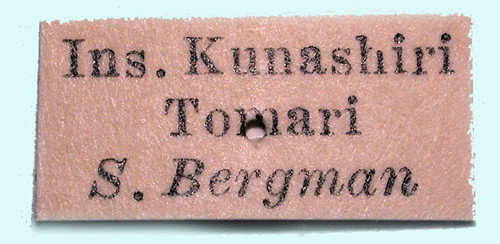 Ins. Kunashiri
Tomari
S. Bergman